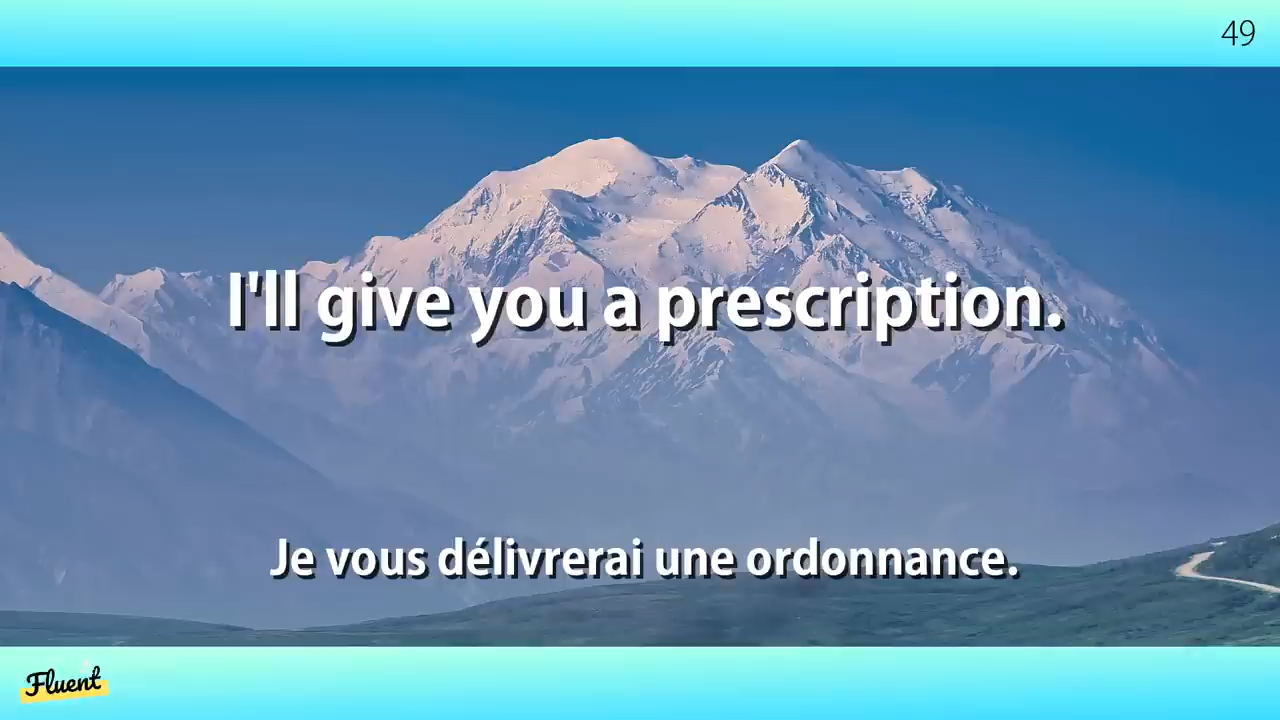 49
I'll give you a prescription.
Je vous délivrerai une ordonnance.
Fluent